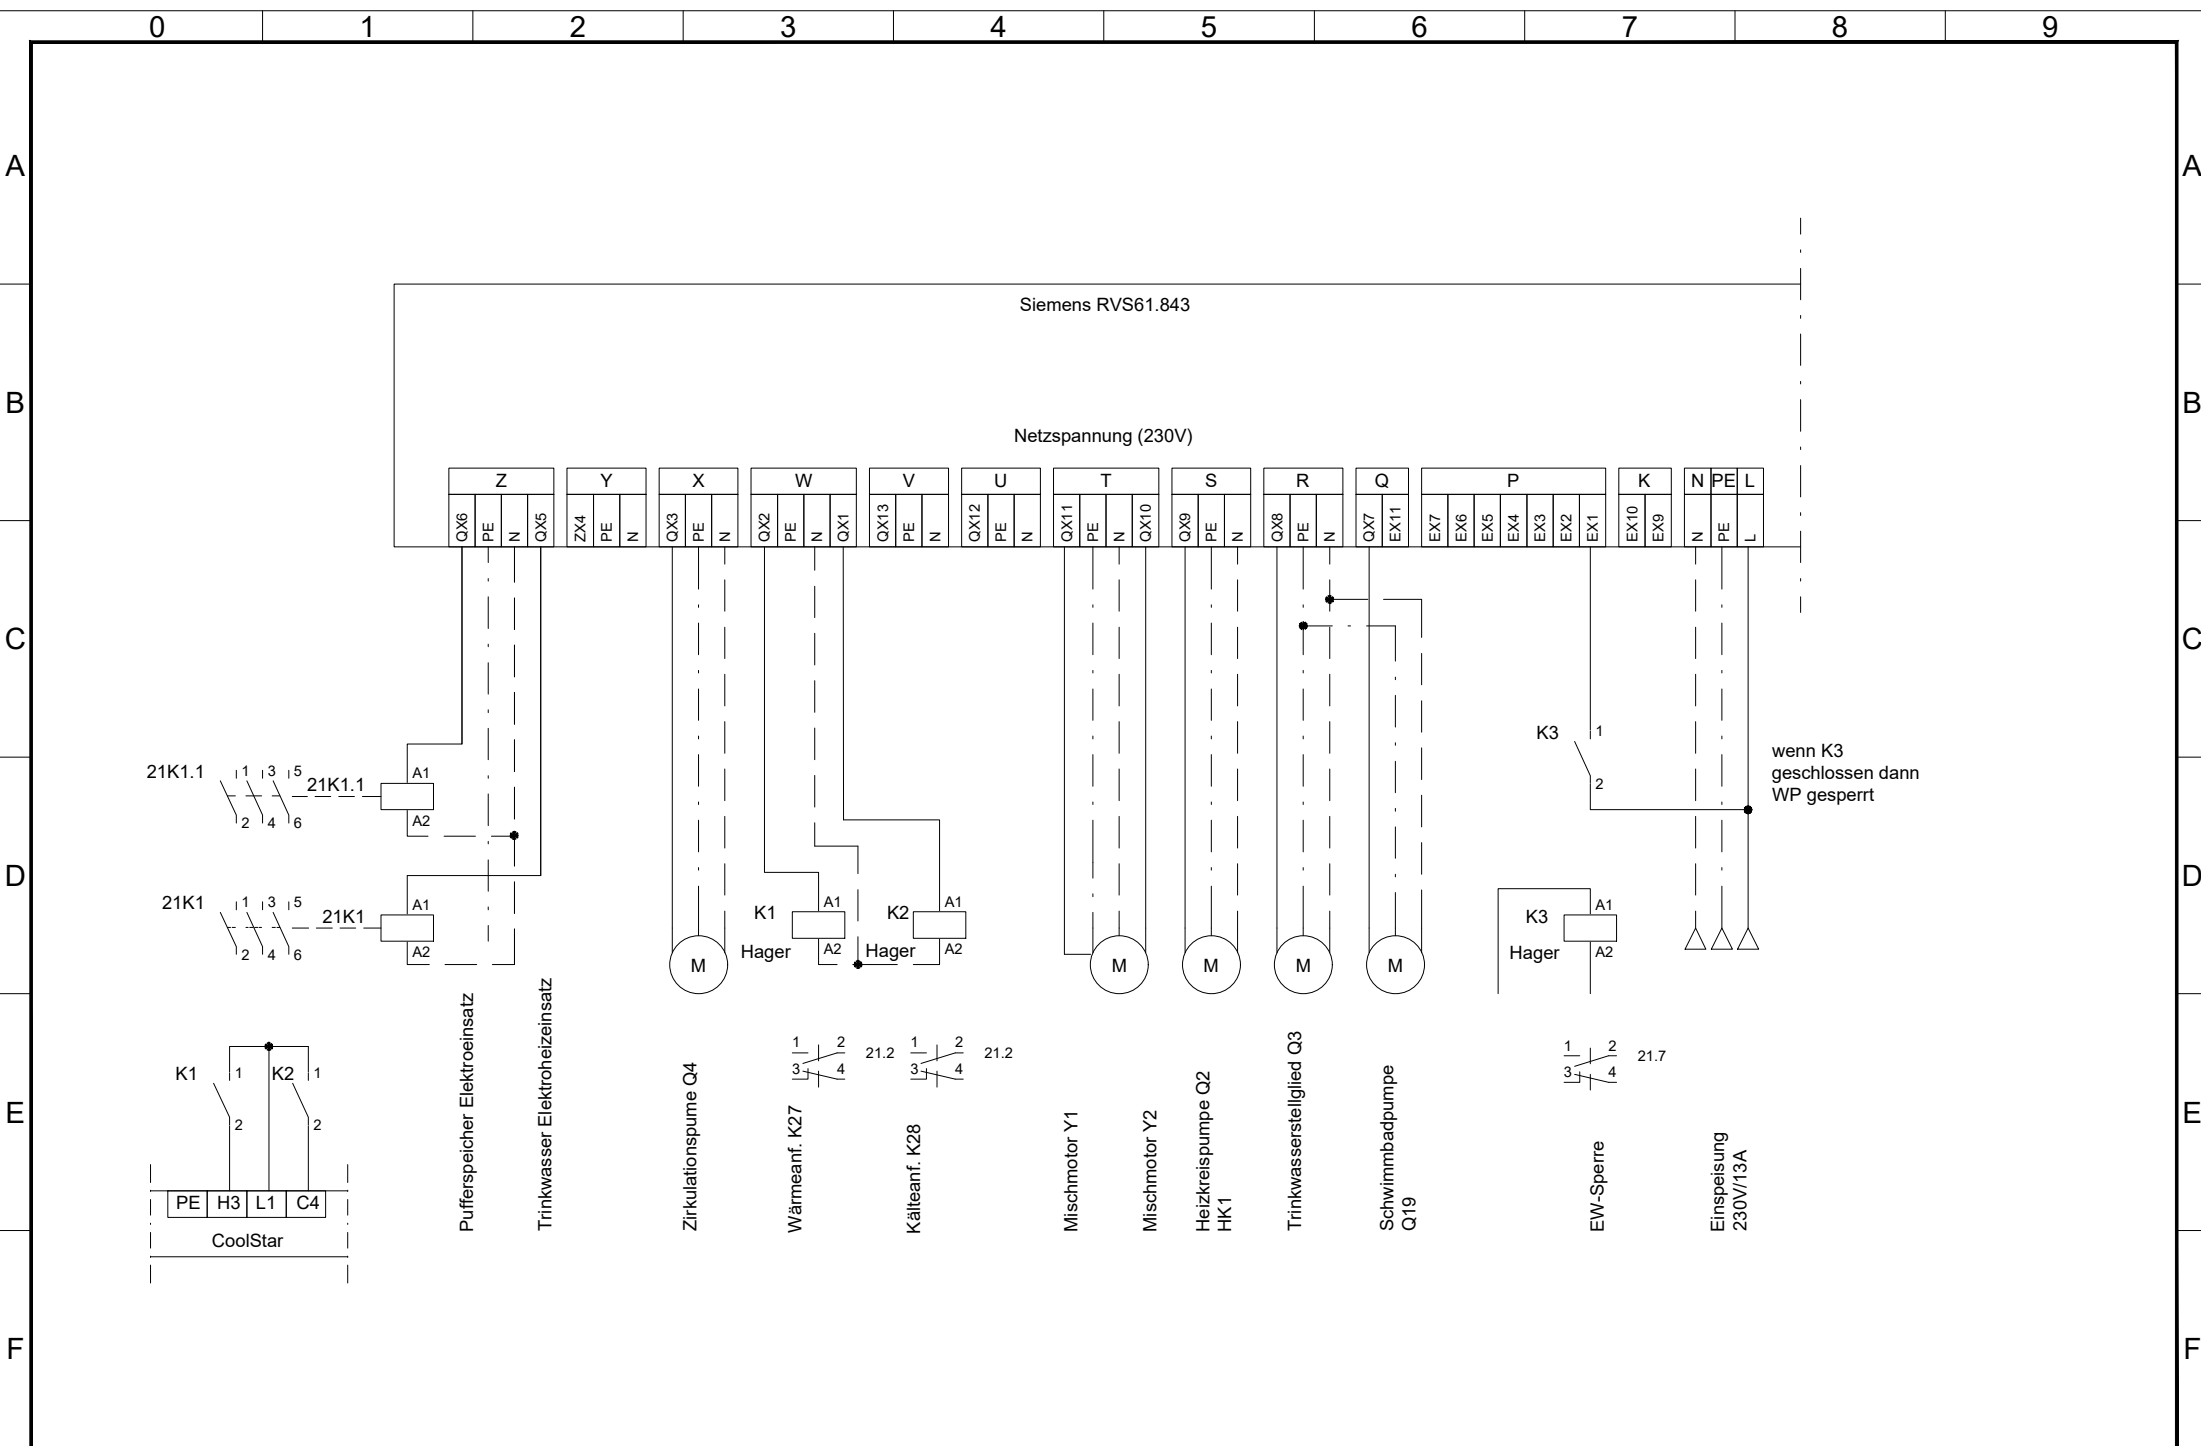 0 1 2 3 4 5 6 7 8 9
A A
Siemens RVS61.843
B B
Netzspannung (230V)
Z Y X W V U T S R Q P K N PE L
QX6 PE N QX5 ZX4 PE N QX3 PE N QX2 PE N QX1 QX13 PE N QX12 PE N QX11 PE N QX10 QX9 PE N QX8 PE N QX7 EX11 EX7 EX6 EX5 EX4 EX3 EX2 EX1 EX10 EX9 N PE L
C C
K3 1
2
wenn K3
geschlossen dann
WP gesperrt
21K1.1 1 3 5 21K1.1 A1
2 4 6 A2
D D
21K1 1 3 5 21K1 A1
2 4 6 A2
K1 A1
Hager A2
K2 A1
Hager A2
M M M M M
K3 A1
Hager A2
1 2 21.2
3 4
1 2 21.2
3 4
1 2 21.7
3 4
K1 1 K2 1
2 2
E E
PE H3 L1 C4
CoolStar
Pufferspeicher Elektroeinsatz
Trinkwasser Elektroheizeinsatz
Zirkulationspume Q4
Wärmeanf. K27
Kälteanf. K28
Mischmotor Y1
Mischmotor Y2
Heizkreispumpe Q2
HK1
Trinkwasserstellglied Q3
Schwimmbadpumpe
Q19
EW-Sperre
Einspeisung
230V/13A
F F